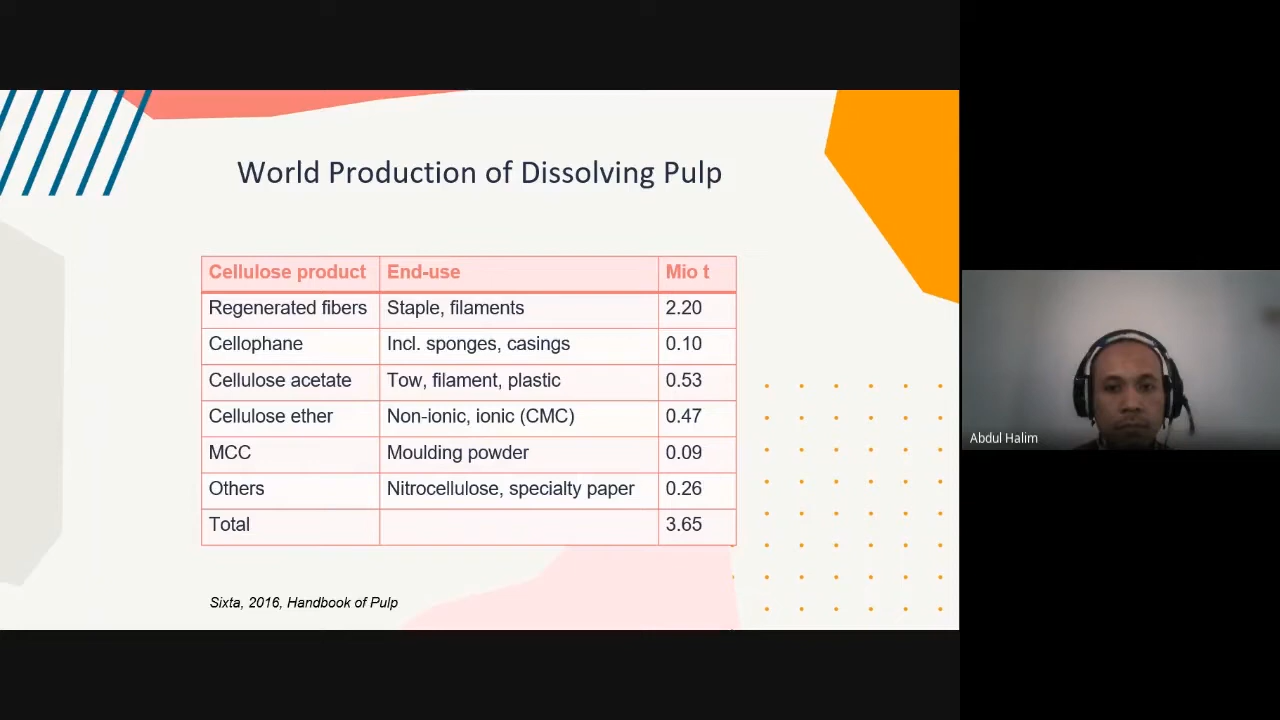 World Production of Dissolving Pulp
Cellulose product End-use Mio t
Regenerated fibers Staple, filaments 2.20
Cellophane Incl. sponges, casings 0.10
Cellulose acetate Tow, filament, plastic 0.53
Cellulose ether Non-ionic, ionic (CMC) 0.47
MCC Moulding powder 0.09
Others Nitrocellulose, specialty paper 0.26
Total 3.65
Sixta, 2016, Handbook of Pulp
Abdul Halim